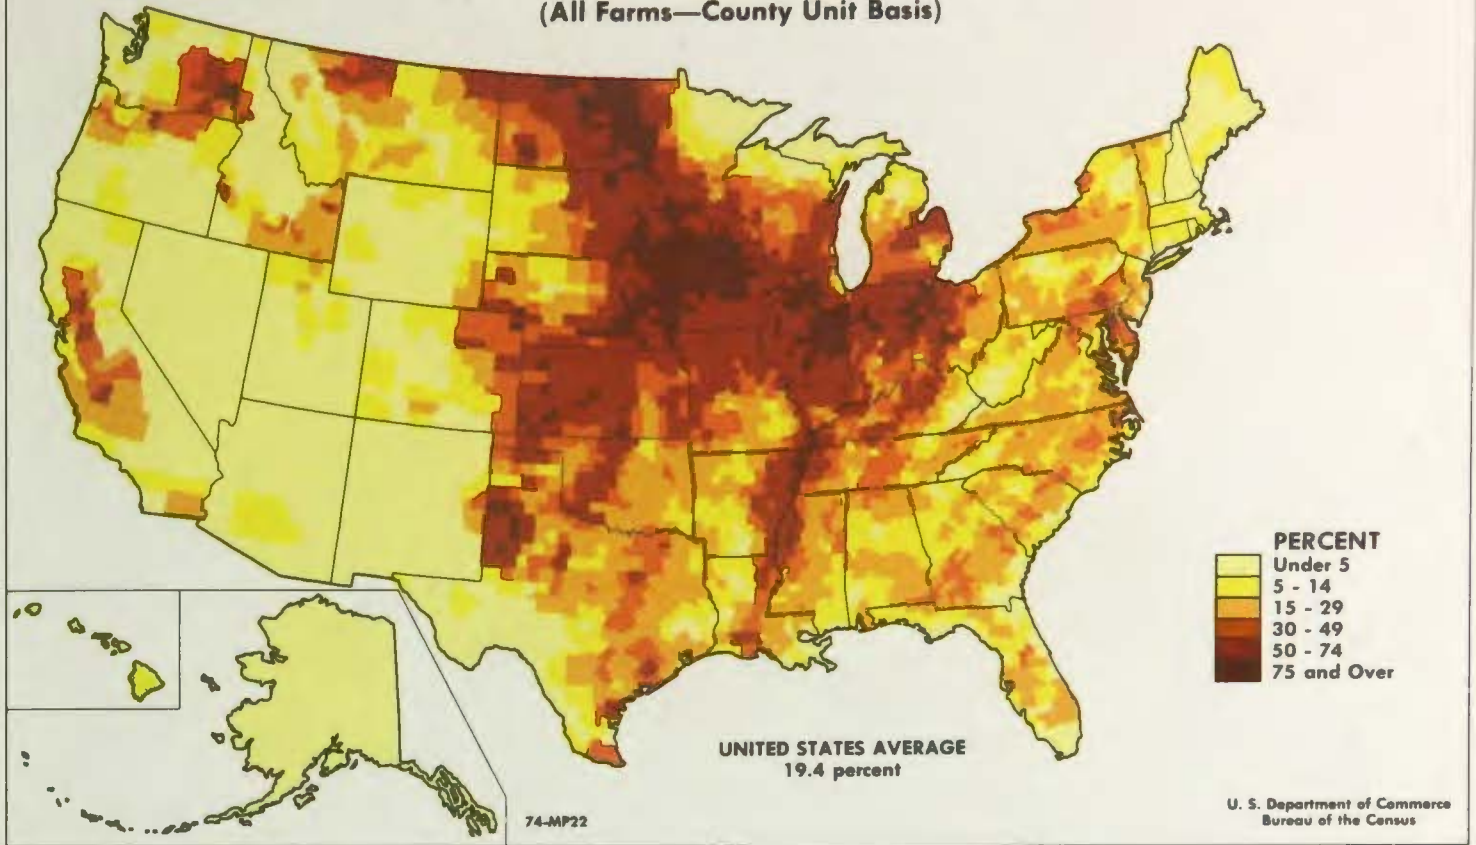 (All Farms—County Unit Basis)
PERCENT
Under 5
5 - 14
15 - 29
30 - 49
50 - 74
75 and Over
UNITED STATES AVERAGE
19.4 percent
74-MP22
U. S. Department of Commerce
Bureau of the Census